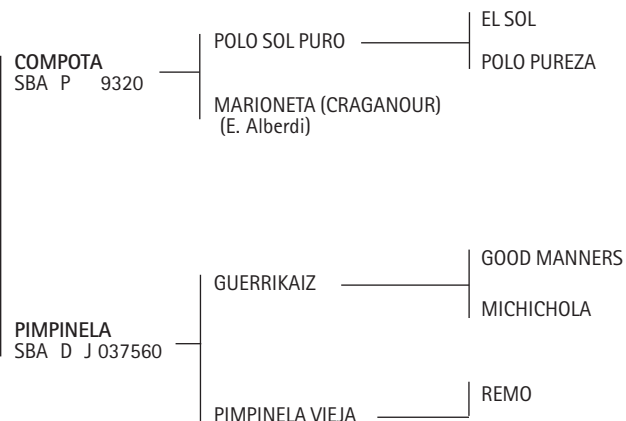 EL SOL
POLO SOL PURO
COMPOTA
SBA P 9320
POLO PUREZA
MARIONETA (CRAGANOUR)
(E. Alberdi)
GOOD MANNERS
GUERRIKAIZ
MICHICHOLA
PIMPINELA
SBA D J 037560
REMO
PIMPINELA VIEJA